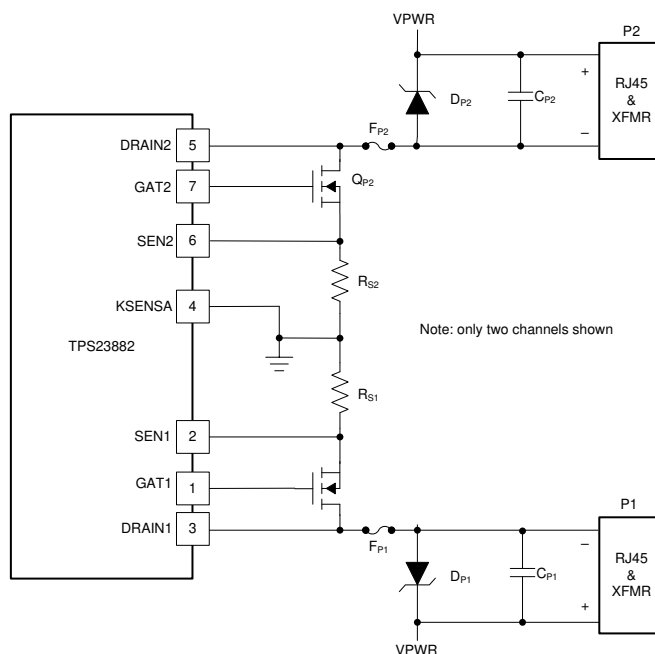 VPWR
P2
RJ45
&
XFMR
+
–
DP2
CP2
FP2
DRAIN2 5
GAT2 7
QP2
SEN2 6
RS2
KSENSA 4
Note: only two channels shown
TPS23882
RS1
SEN1 2
GAT1 1
DRAIN1 3
P1
FP1
–
RJ45
&
XFMR
DP1
CP1
+
VPWR